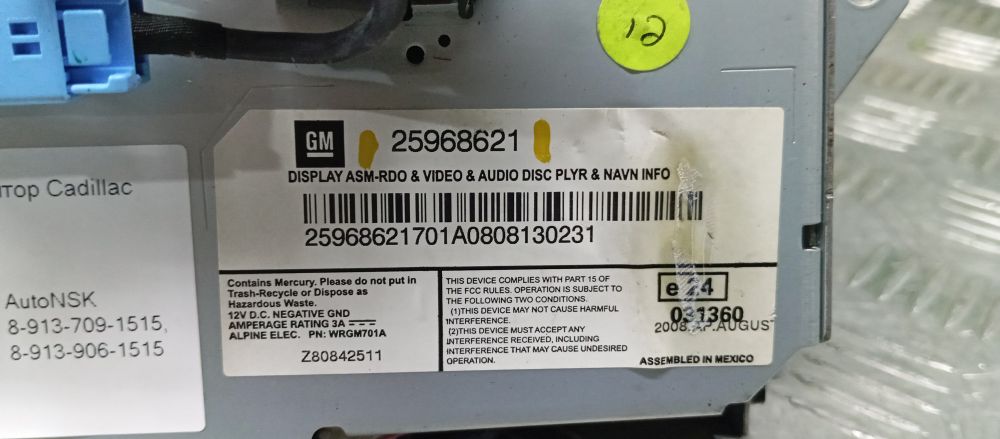 12
GM 25968621
DISPLAY ASM-RDO & VIDEO & AUDIO DISC PLYR & NAVN INFO
25968621701A0808130231
Contains Mercury. Please do not put in
Trash-Recycle or Dispose as
Hazardous Waste.
12V D.C. NEGATIVE GND
AMPERAGE RATING 3A
ALPINE ELEC. PN: WRGM701A
Z80842511
THIS DEVICE COMPLIES WITH PART 15 OF
THE FCC RULES. OPERATION IS SUBJECT TO
THE FOLLOWING TWO CONDITIONS.
(1)THIS DEVICE MAY NOT CAUSE HARMFUL
INTERFERENCE.
(2)THIS DEVICE MUST ACCEPT ANY
INTERFERENCE RECEIVED, INCLUDING
INTERFERENCE THAT MAY CAUSE UNDESIRED
OPERATION.
e 24
031360
2008.AP.AUGUS
ASSEMBLED IN MEXICO
тор Cadillac
AutoNSK
8-913-709-1515,
8-913-906-1515